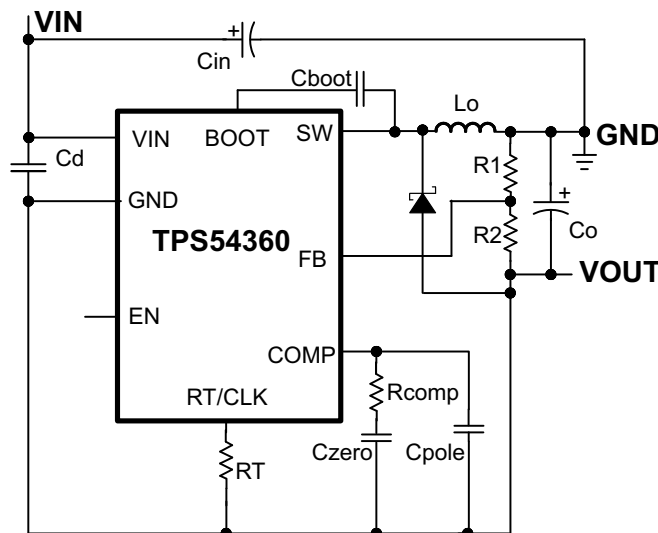 VIN
+
Cin
Cboot
Lo
VIN
BOOT
SW
GND
Cd
R1
GND
+
TPS54360
R2
Co
FB
VOUT
EN
COMP
RT/CLK
Rcomp
RT
Czero
Cpole